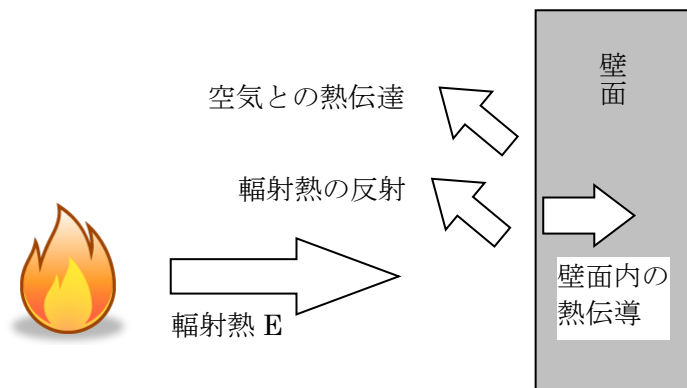 壁面
空気との熱伝達
輻射熱の反射
輻射熱 E
壁面内の
熱伝導